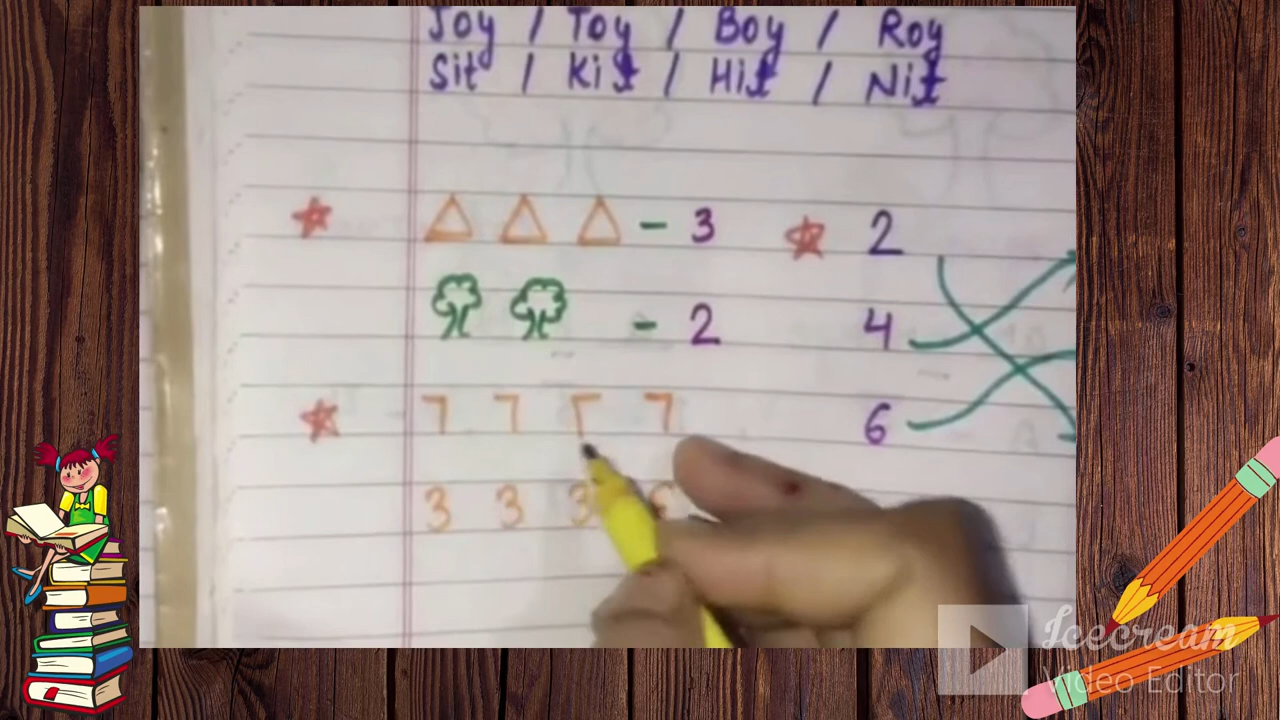 Joy / Toy / Boy / Roy
Sit / Kit / Hit / Nit
- 3 2
- 2 4
7 7 Γ 7 6
3 3 3
Icecream
Video Editor